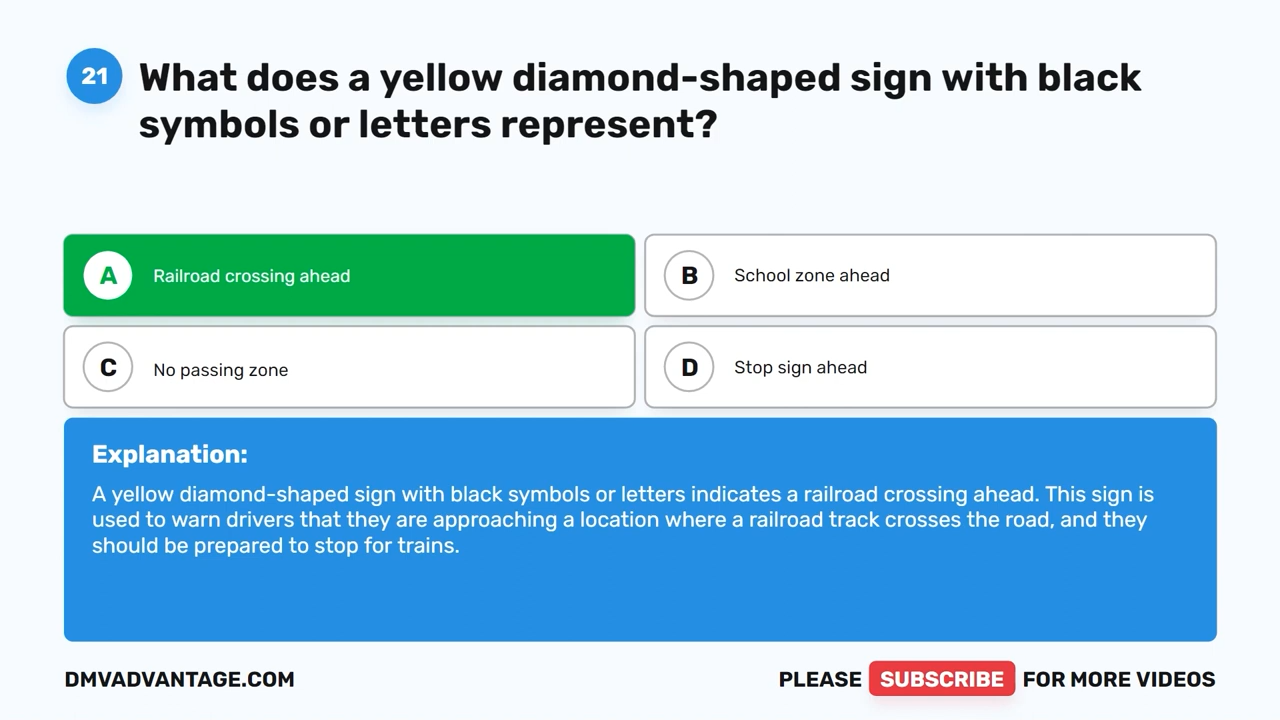 21
What does a yellow diamond-shaped sign with black
symbols or letters represent?
A
Railroad crossing ahead
B
School zone ahead
C
No passing zone
D
Stop sign ahead
Explanation:
A yellow diamond-shaped sign with black symbols or letters indicates a railroad crossing ahead. This sign is
used to warn drivers that they are approaching a location where a railroad track crosses the road, and they
should be prepared to stop for trains.
DMVADVANTAGE.COM
PLEASE SUBSCRIBE FOR MORE VIDEOS